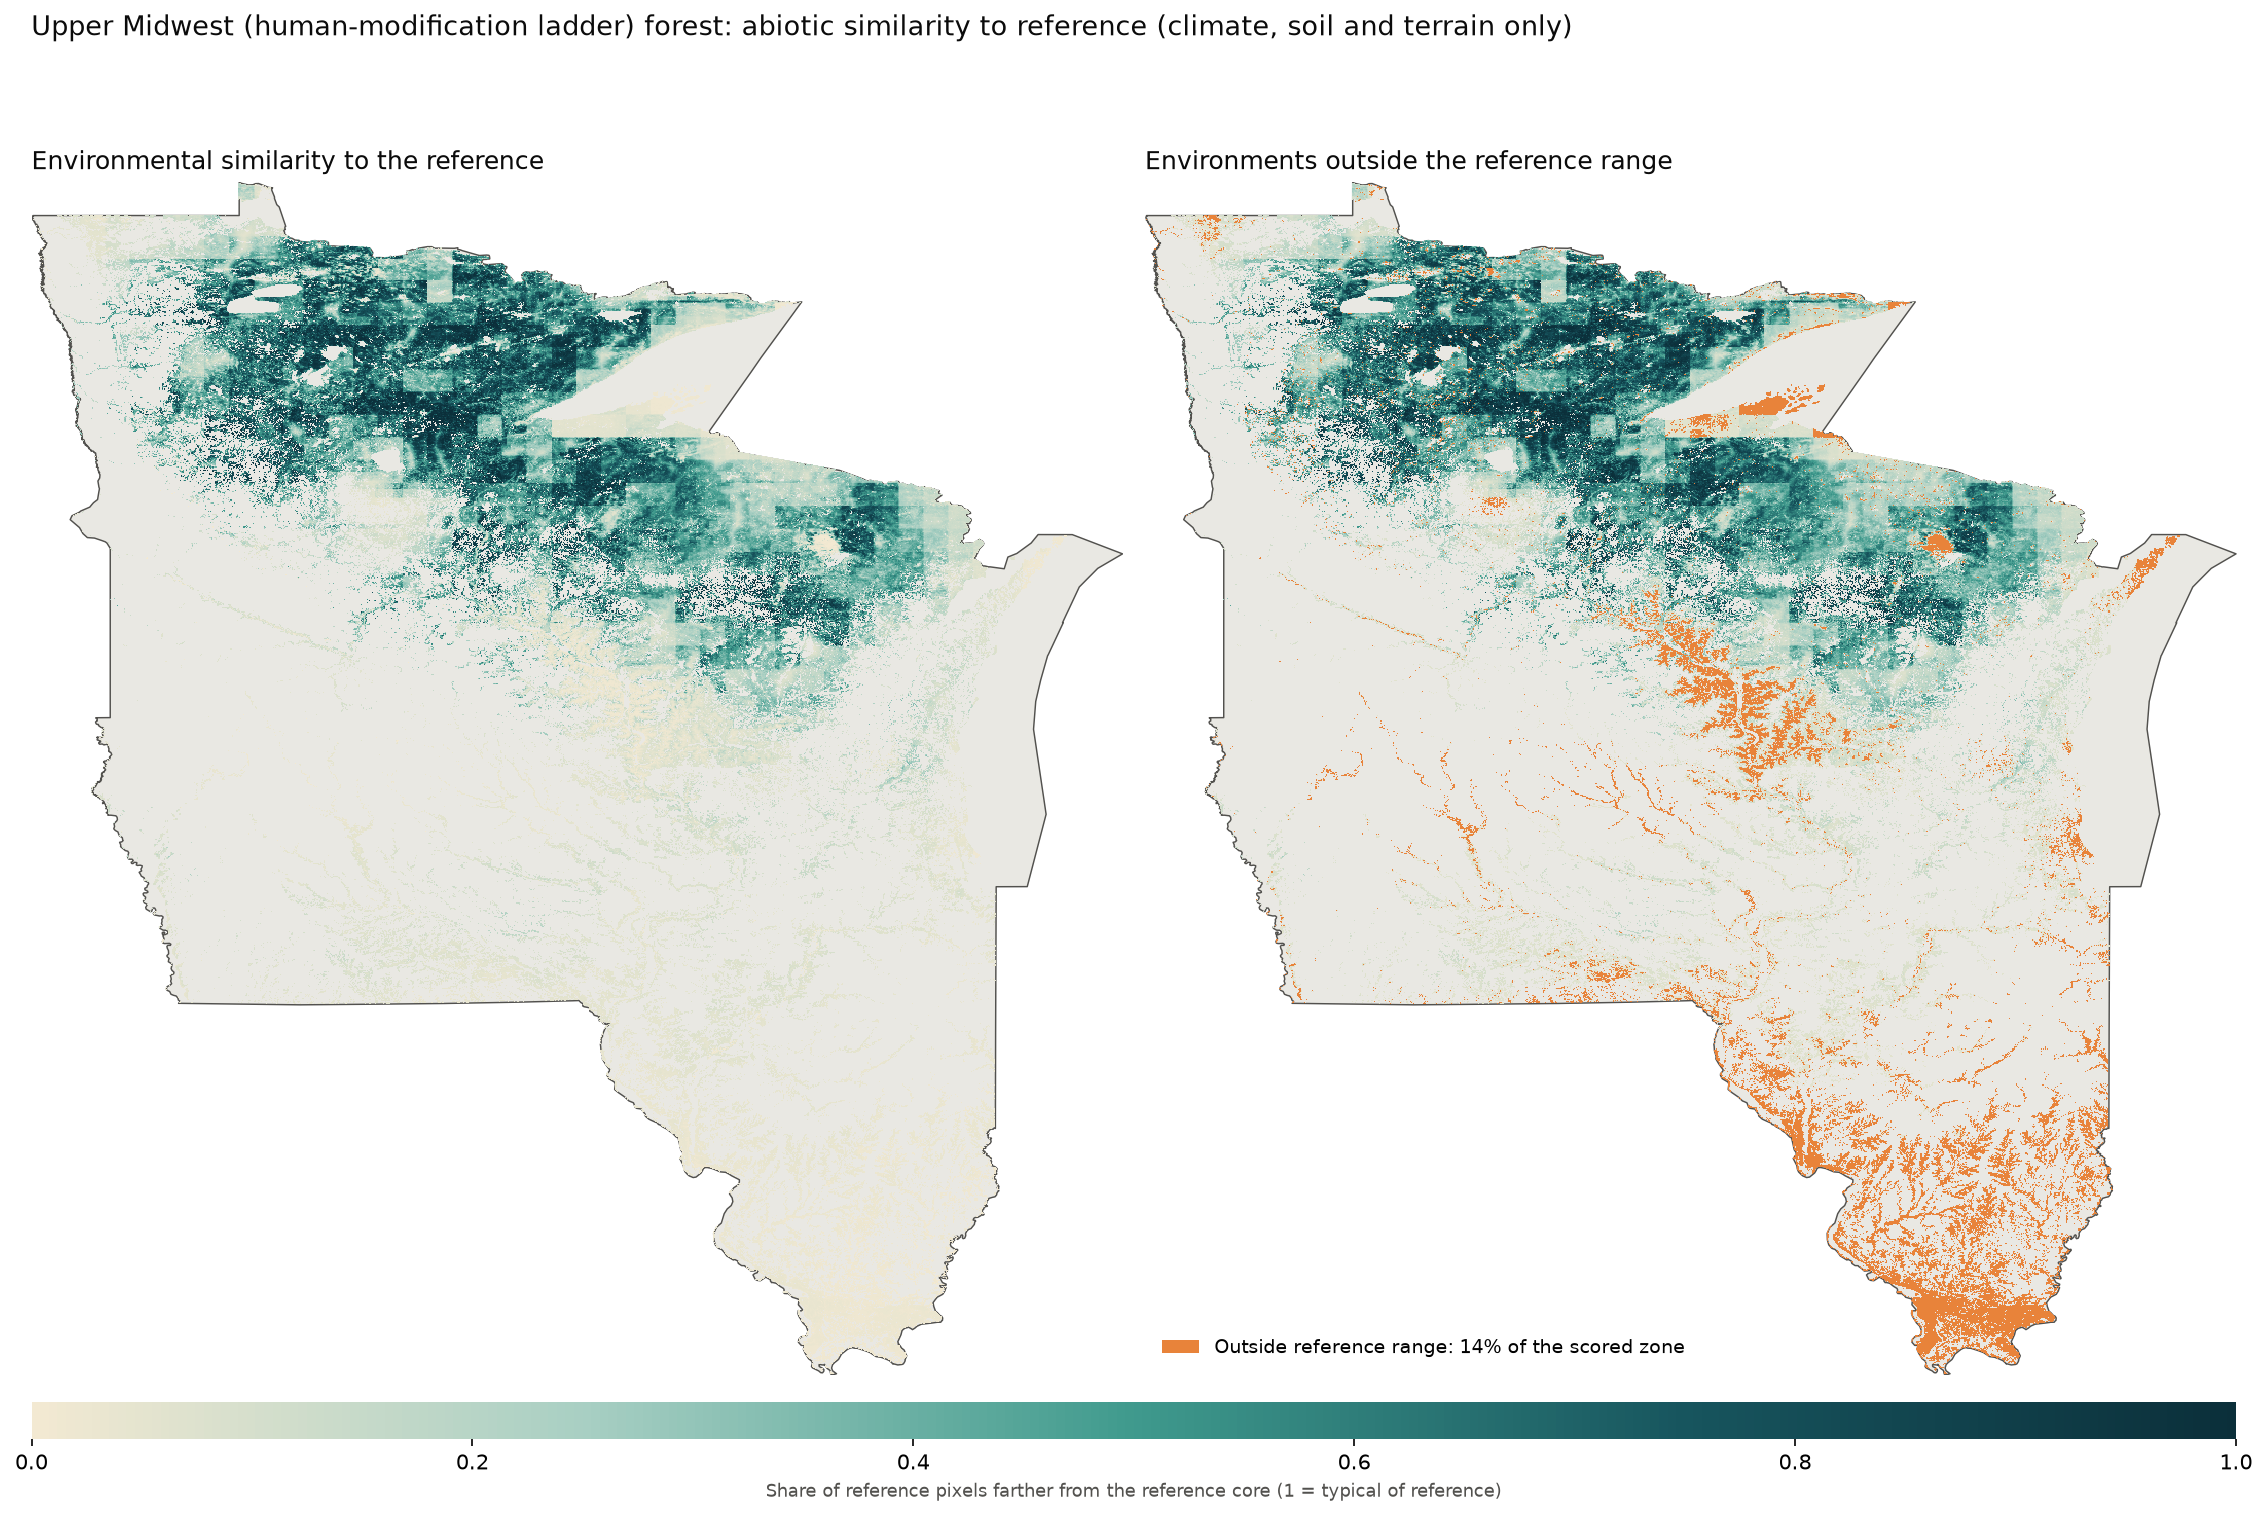 Upper Midwest (human-modification ladder) forest: abiotic similarity to reference (climate, soil and terrain only)
Environmental similarity to the reference
Environments outside the reference range
Outside reference range: 14% of the scored zone
0.0 0.2 0.4 0.6 0.8 1.0
Share of reference pixels farther from the reference core (1 = typical of reference)